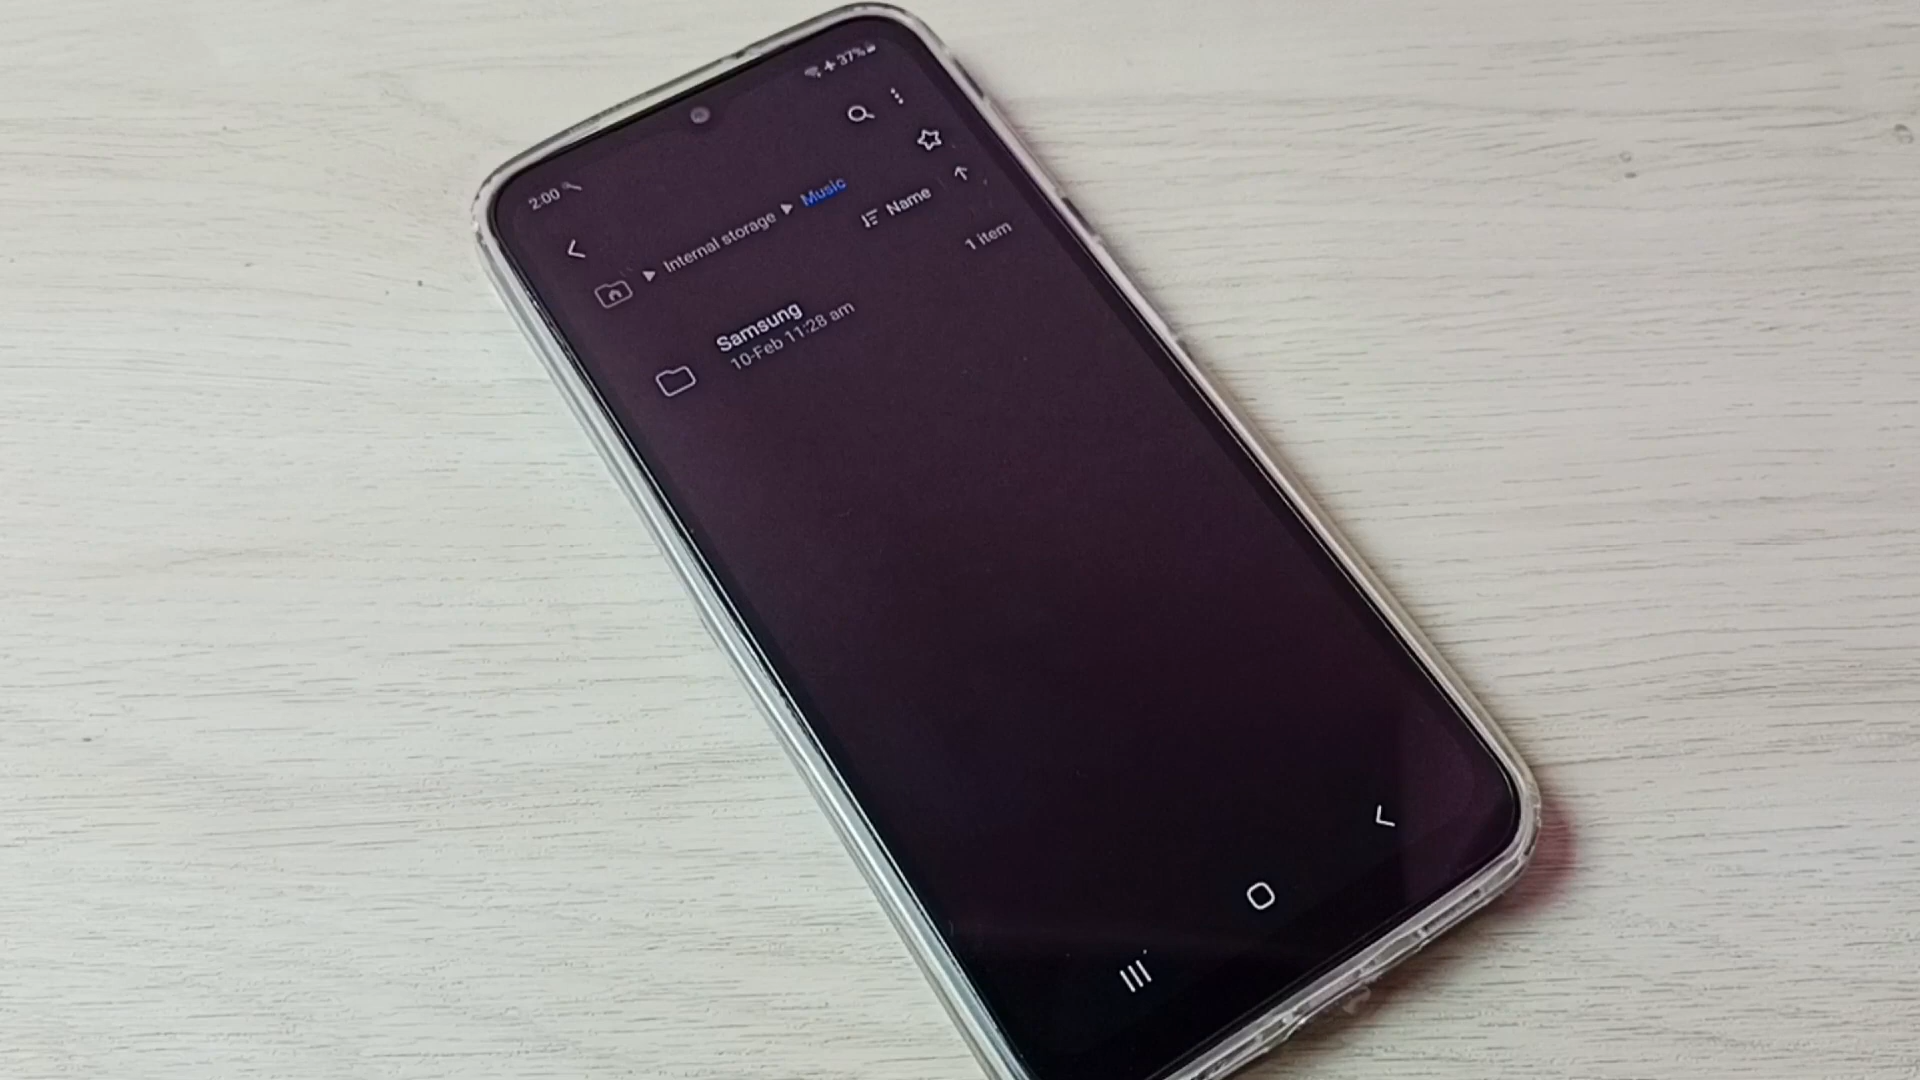 2:00
37%
Internal storage ▶ Music
Name
1 item
Samsung
10-Feb 11:28 am